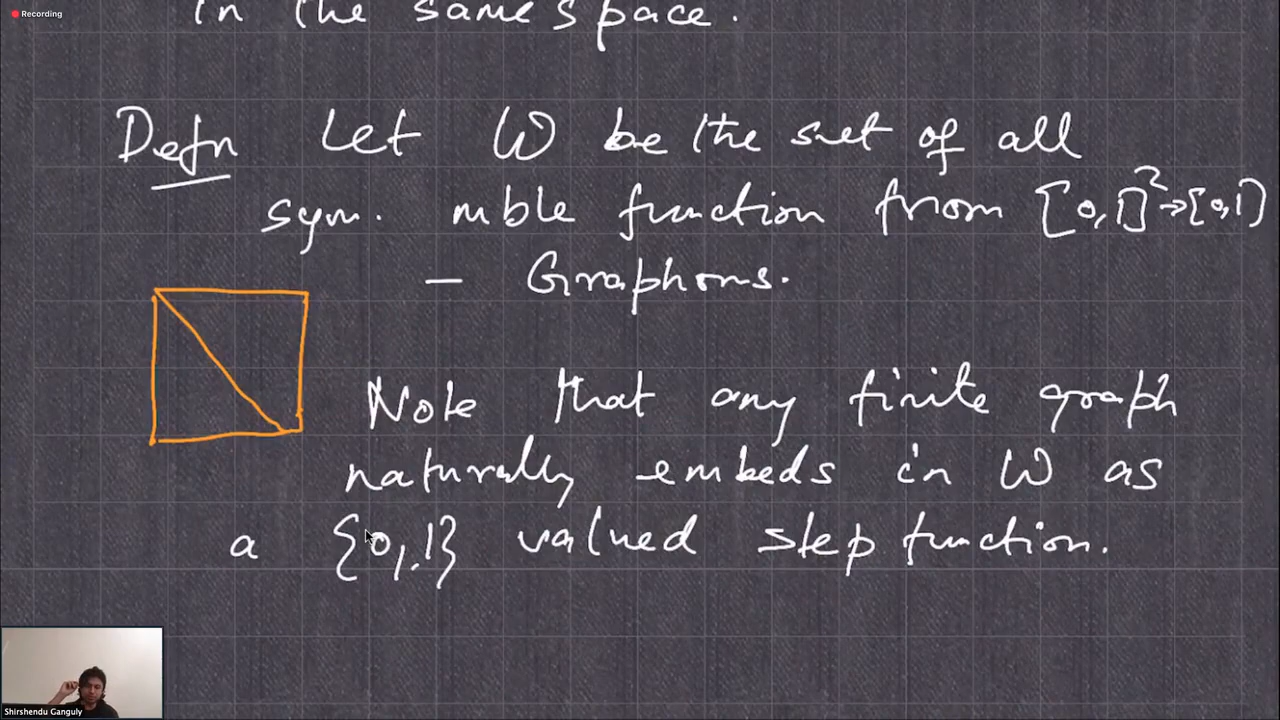 Recording
in the same space.
Defn Let W be the set of all
sym. mble function from [0,1]²→[0,1]
— Graphons.
Note that any finite graph
naturally embeds in W as
a {0,1} valued step function.
Shirshendu Ganguly